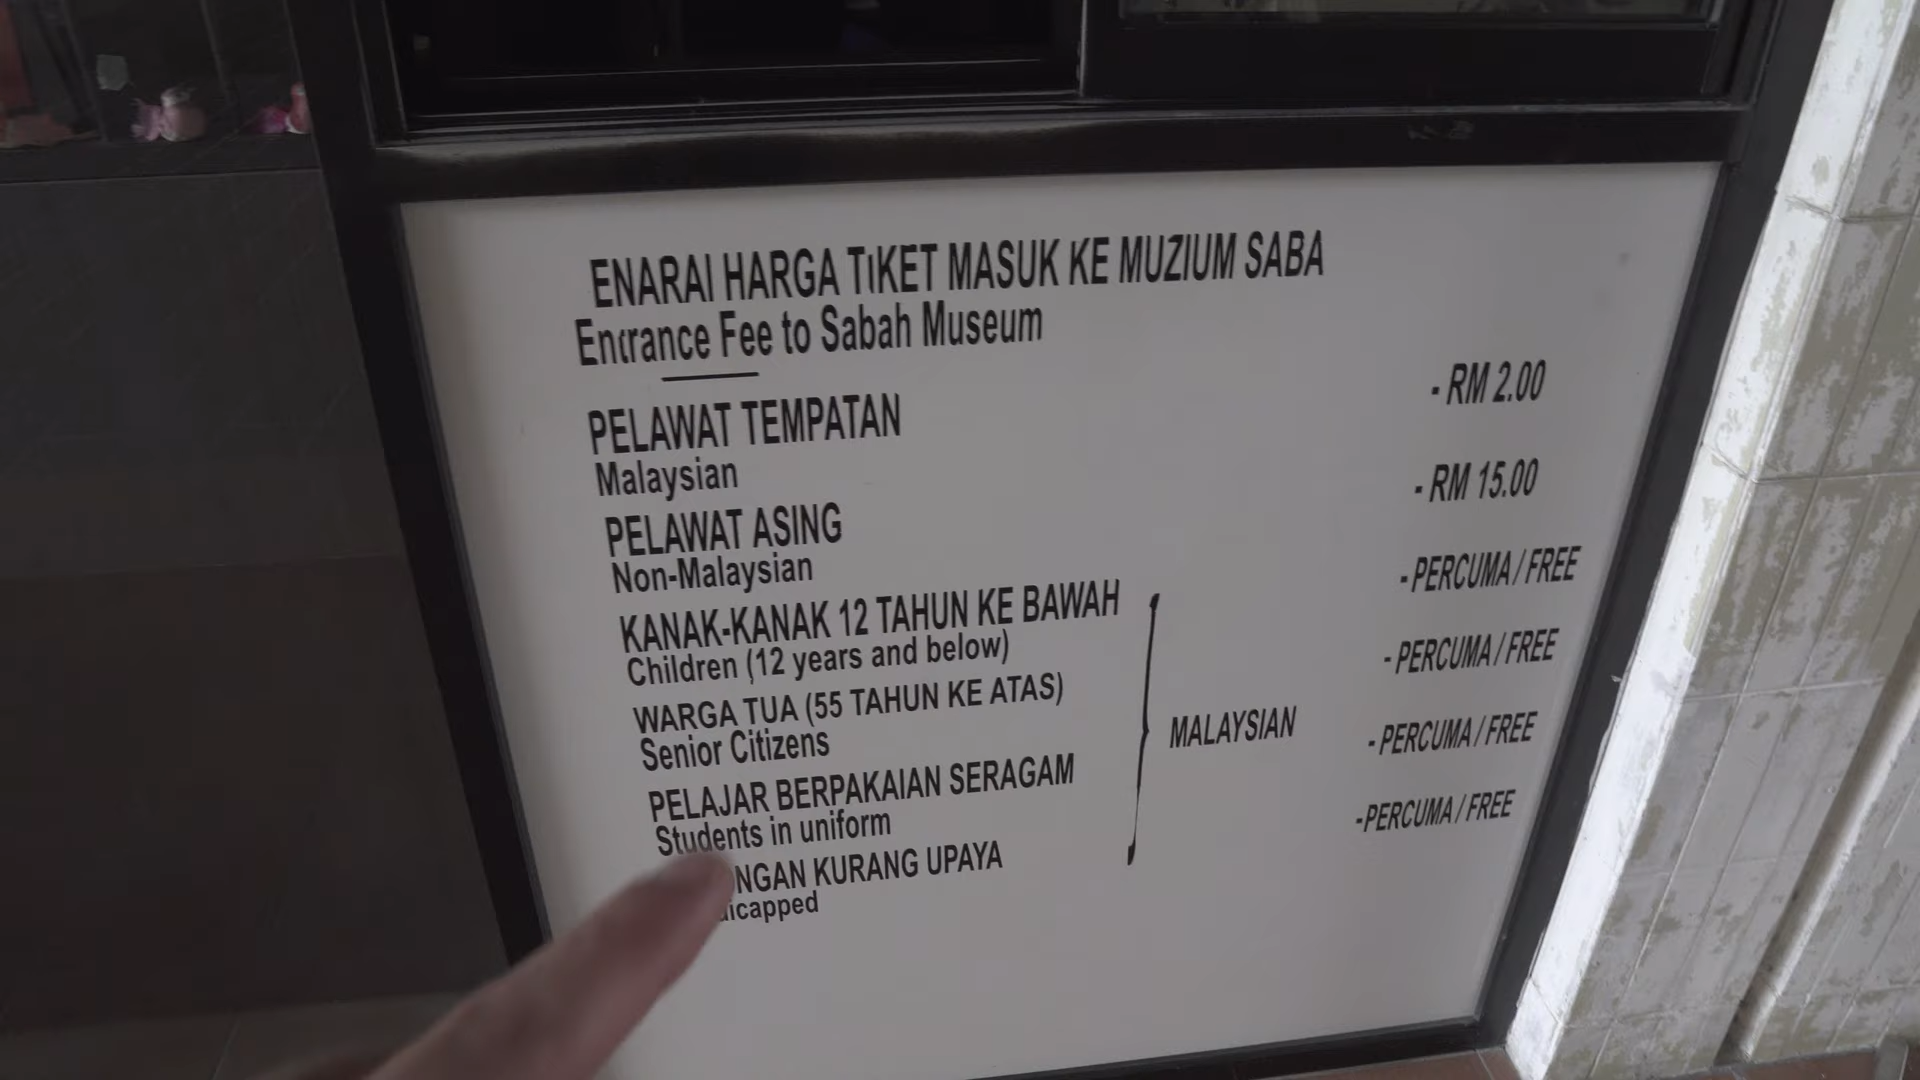 ENARAI HARGA TIKET MASUK KE MUZIUM SABA
Entrance Fee to Sabah Museum
PELAWAT TEMPATAN - RM 2.00
Malaysian
PELAWAT ASING - RM 15.00
Non-Malaysian
KANAK-KANAK 12 TAHUN KE BAWAH - PERCUMA / FREE
Children (12 years and below)
WARGA TUA (55 TAHUN KE ATAS) - PERCUMA / FREE
Senior Citizens
MALAYSIAN
PELAJAR BERPAKAIAN SERAGAM - PERCUMA / FREE
Students in uniform
KURANG UPAYA -PERCUMA / FREE